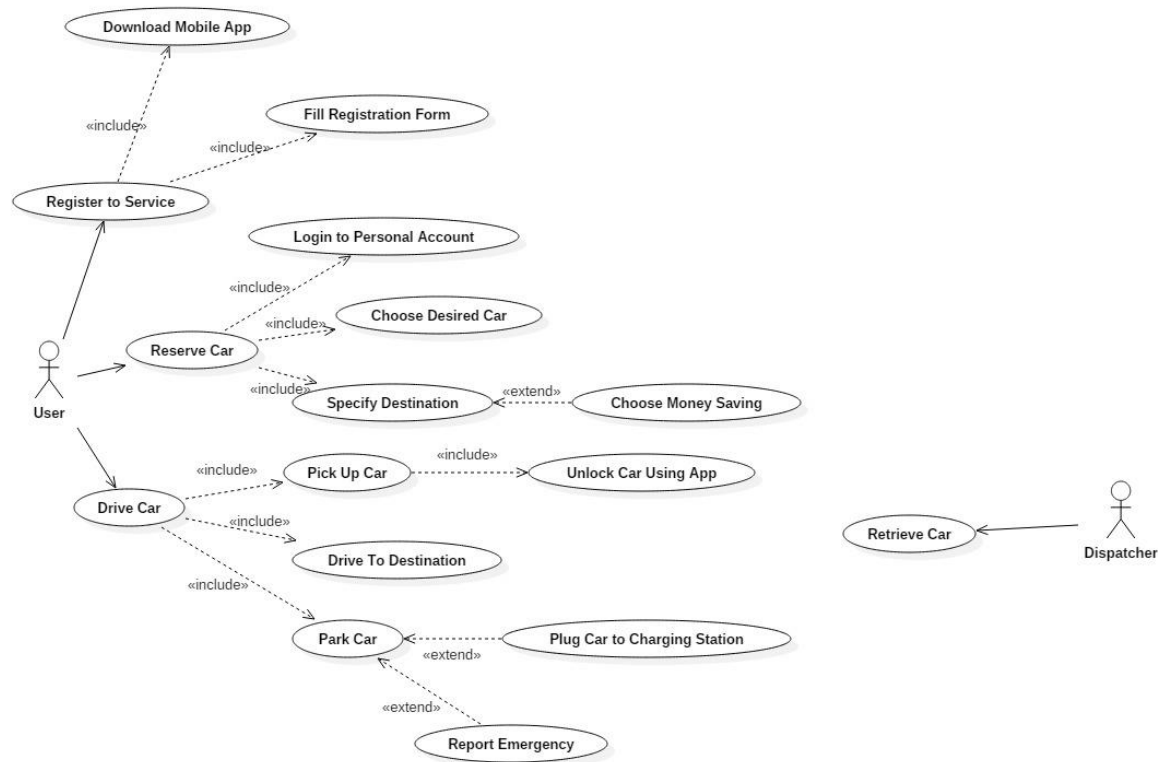 Download Mobile App
Fill Registration Form
«include»
«include»
Register to Service
Login to Personal Account
«include»
Choose Desired Car
«include»
Reserve Car
«include»
Specify Destination
«extend»
Choose Money Saving
User
Pick Up Car
«include»
Unlock Car Using App
«include»
Drive Car
«include»
Drive To Destination
Retrieve Car
Dispatcher
«include»
Park Car
«extend»
Plug Car to Charging Station
«extend»
Report Emergency